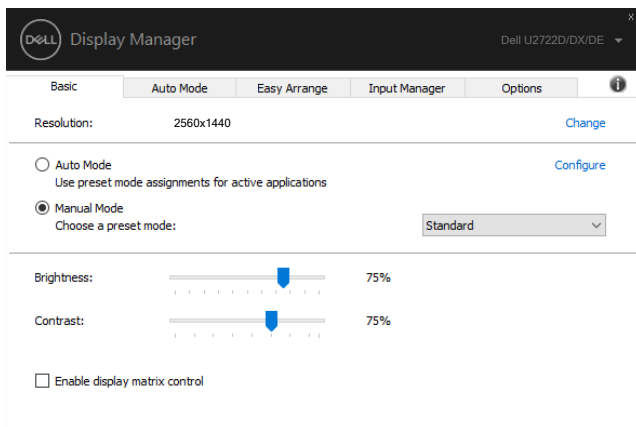 x
DELL Display Manager Dell U2722D/DX/DE
Basic Auto Mode Easy Arrange Input Manager Options i
Resolution: 2560x1440 Change
Auto Mode Configure
Use preset mode assignments for active applications
Manual Mode
Choose a preset mode: Standard
Brightness: 75%
Contrast: 75%
Enable display matrix control